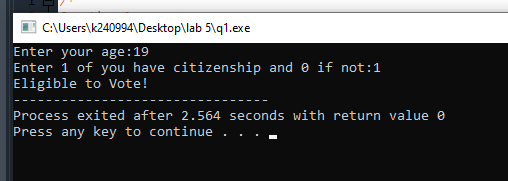 C:\Users\k240994\Desktop\lab 5\q1.exe
Enter your age:19
Enter 1 of you have citizenship and 0 if not:1
Eligible to Vote!
--------------------------------
Process exited after 2.564 seconds with return value 0
Press any key to continue . . .